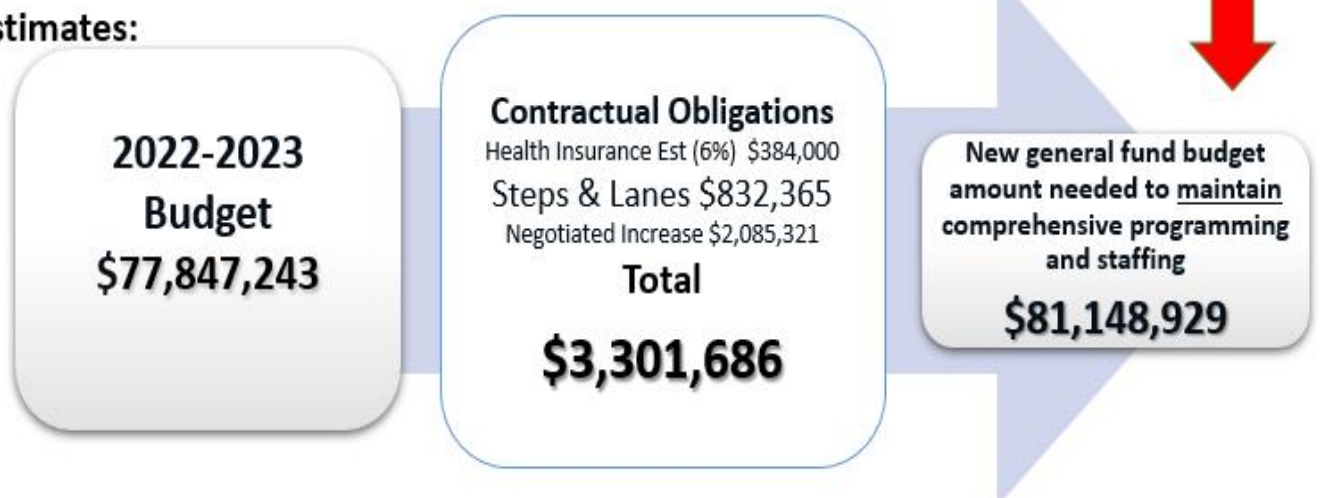 stimates:
2022-2023
Budget
$77,847,243
Contractual Obligations
Health Insurance Est (6%) $384,000
Steps & Lanes $832,365
Negotiated Increase $2,085,321
Total
$3,301,686
New general fund budget
amount needed to maintain
comprehensive programming
and staffing
$81,148,929